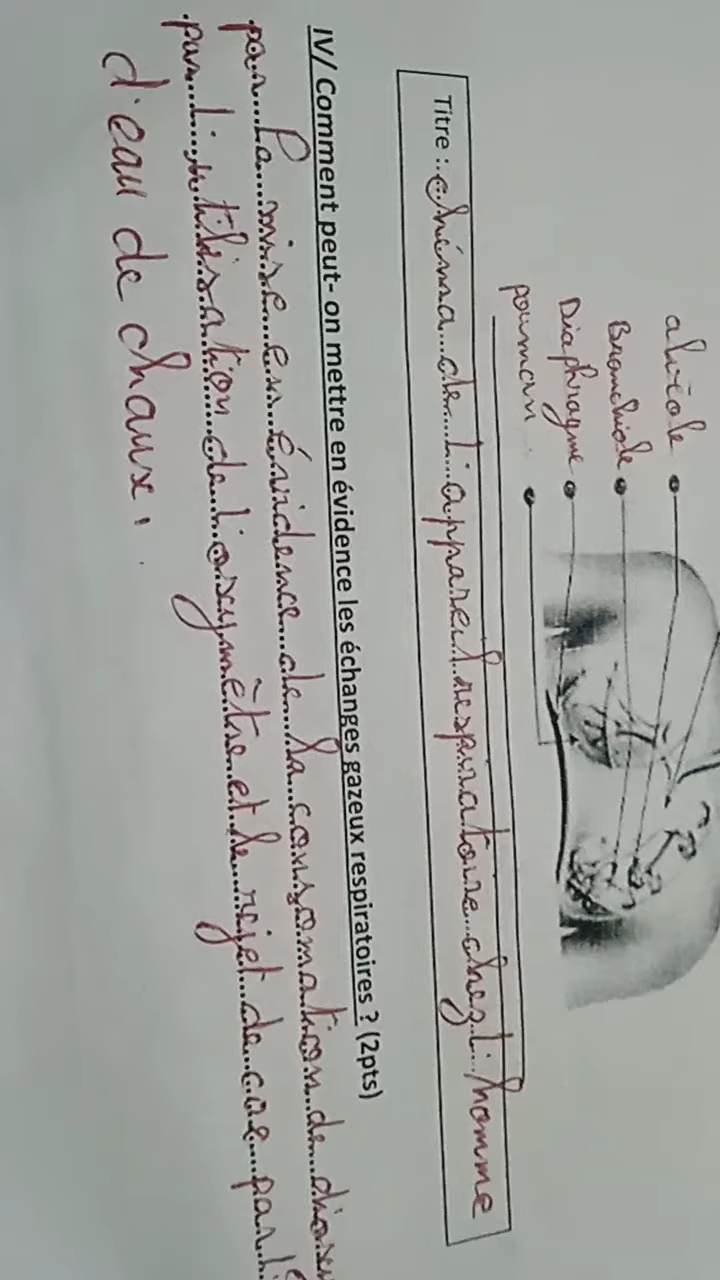 alvéole
Bronchiole
Diaphragme
poumon
Titre : chéma de l'appareil respiratoire chez l'homme
IV/ Comment peut- on mettre en évidence les échanges gazeux respiratoires ? (2pts)
par la mise en évidence de la consommation de
par l'utilisation de l'oxymètre et le rejet de co2 par
d'eau de chaux.